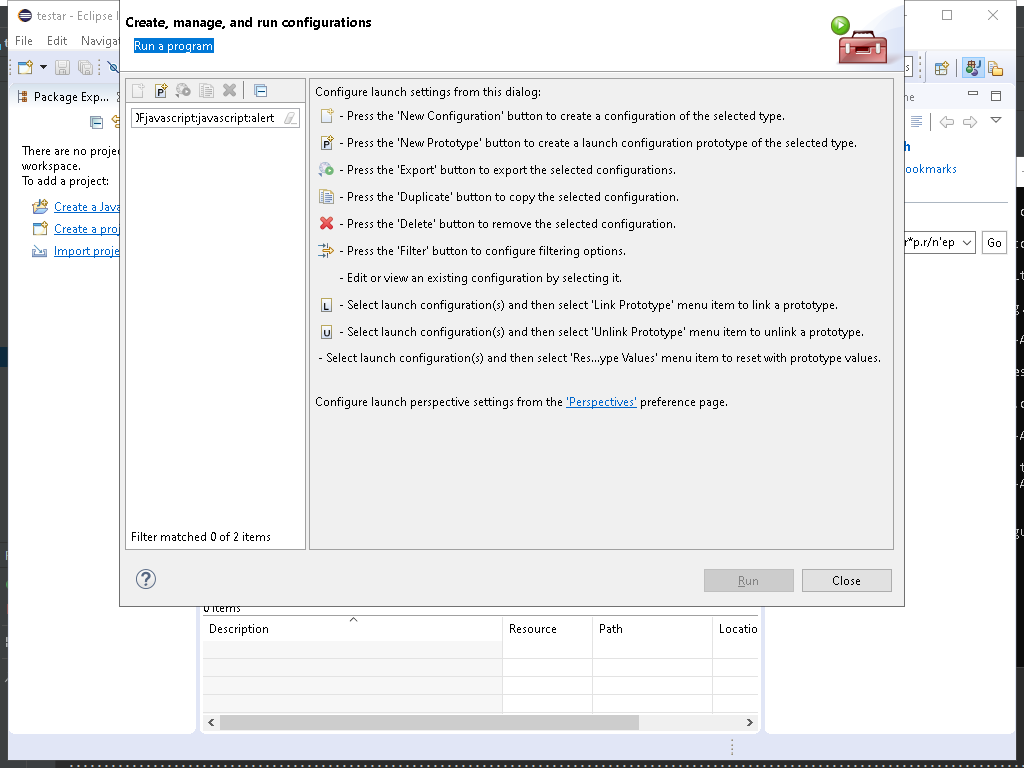 testar - Eclipse I
Create, manage, and run configurations
Run a program
File Edit Navigat
Package Exp...
There are no projec
workspace.
To add a project:
Create a Java
Create a proj
Import proje
javascript:javascript:alert
Filter matched 0 of 2 items
Configure launch settings from this dialog:
- Press the 'New Configuration' button to create a configuration of the selected type.
- Press the 'New Prototype' button to create a launch configuration prototype of the selected type.
- Press the 'Export' button to export the selected configurations.
- Press the 'Duplicate' button to copy the selected configuration.
- Press the 'Delete' button to remove the selected configuration.
- Press the 'Filter' button to configure filtering options.
- Edit or view an existing configuration by selecting it.
L - Select launch configuration(s) and then select 'Link Prototype' menu item to link a prototype.
U - Select launch configuration(s) and then select 'Unlink Prototype' menu item to unlink a prototype.
- Select launch configuration(s) and then select 'Res...ype Values' menu item to reset with prototype values.
Configure launch perspective settings from the 'Perspectives' preference page.
Run
Close
ookmarks
r*p.r/n'ep
Go
0 items
Description Resource Path Locatio